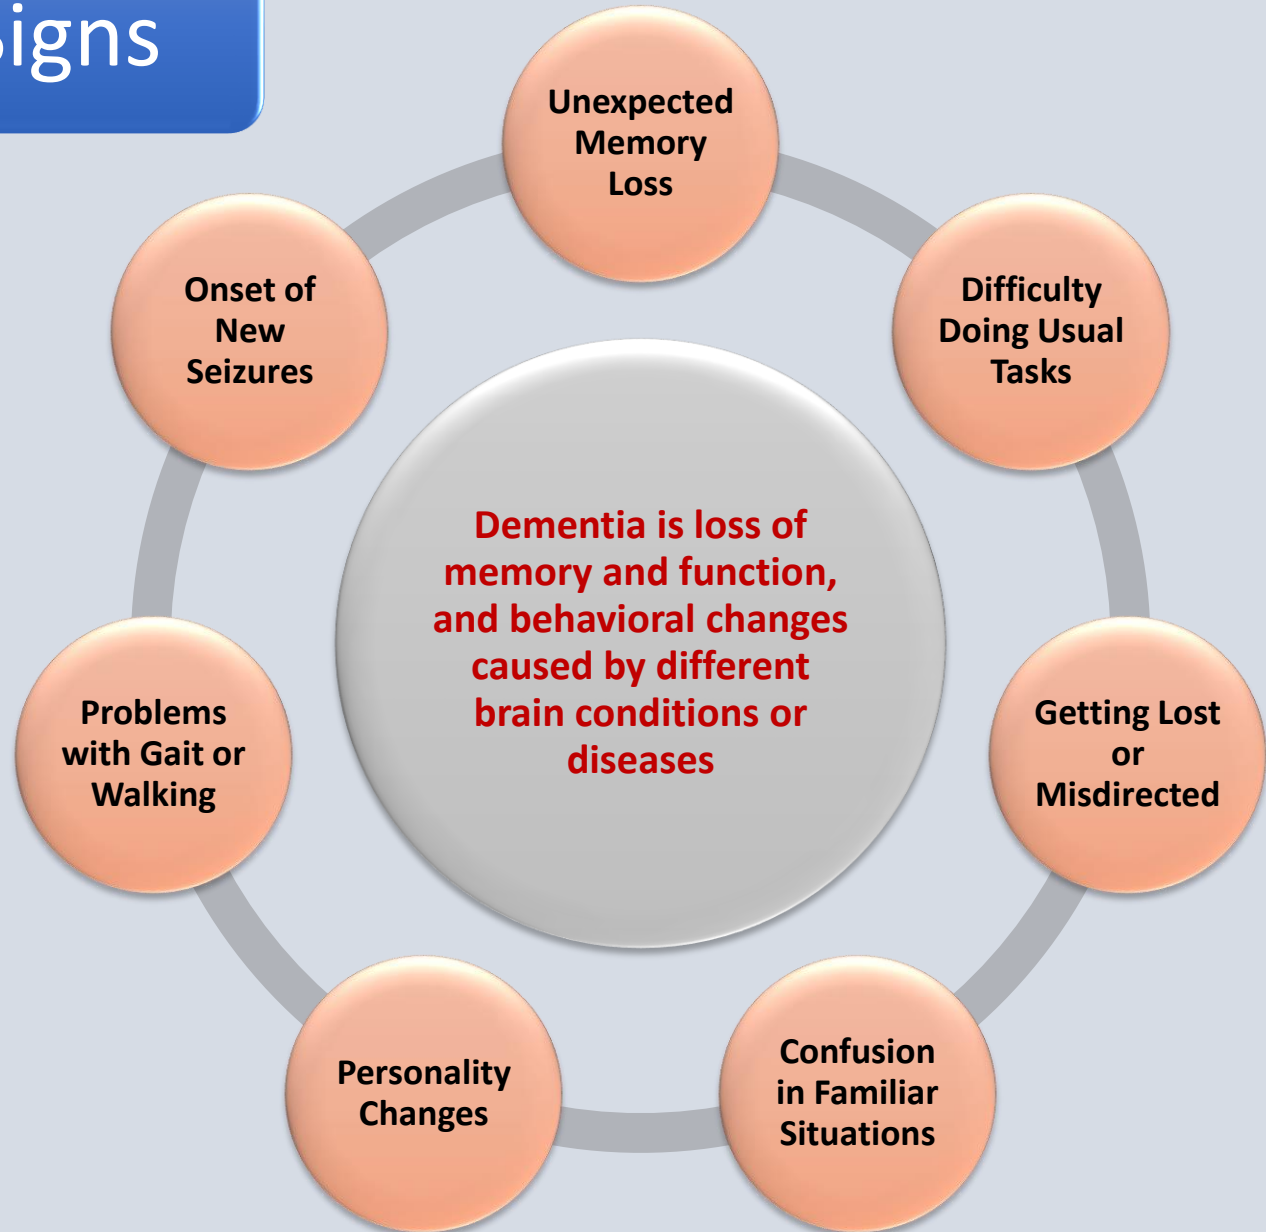 Signs
Unexpected
Memory
Loss
Difficulty
Doing Usual
Tasks
Getting Lost
or
Misdirected
Confusion
in Familiar
Situations
Personality
Changes
Problems
with Gait or
Walking
Onset of
New
Seizures
Dementia is loss of
memory and function,
and behavioral changes
caused by different
brain conditions or
diseases